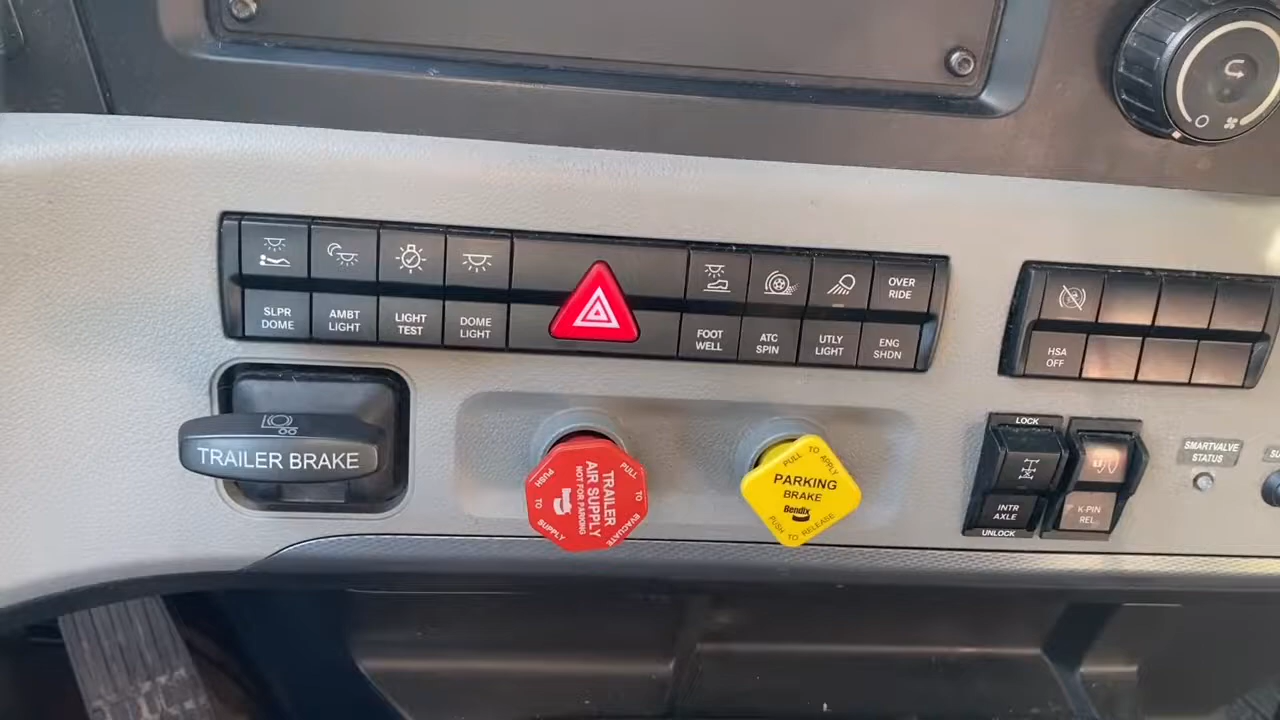 SLPR
DOME
AMBT
LIGHT
LIGHT
TEST
DOME
LIGHT
FOOT
WELL
ATC
SPIN
UTLY
LIGHT
OVER
RIDE
ENG
SHDN
HSA
OFF
TRAILER BRAKE
PULL TO EVACUATE
TRAILER
AIR SUPPLY
NOT FOR PARKING
Bendix
PUSH TO SUPPLY
PULL TO APPLY
PARKING
BRAKE
Bendix
PUSH TO RELEASE
LOCK
INTR
AXLE
UNLOCK
K-PIN
REL
SMARTVALVE
STATUS
SU